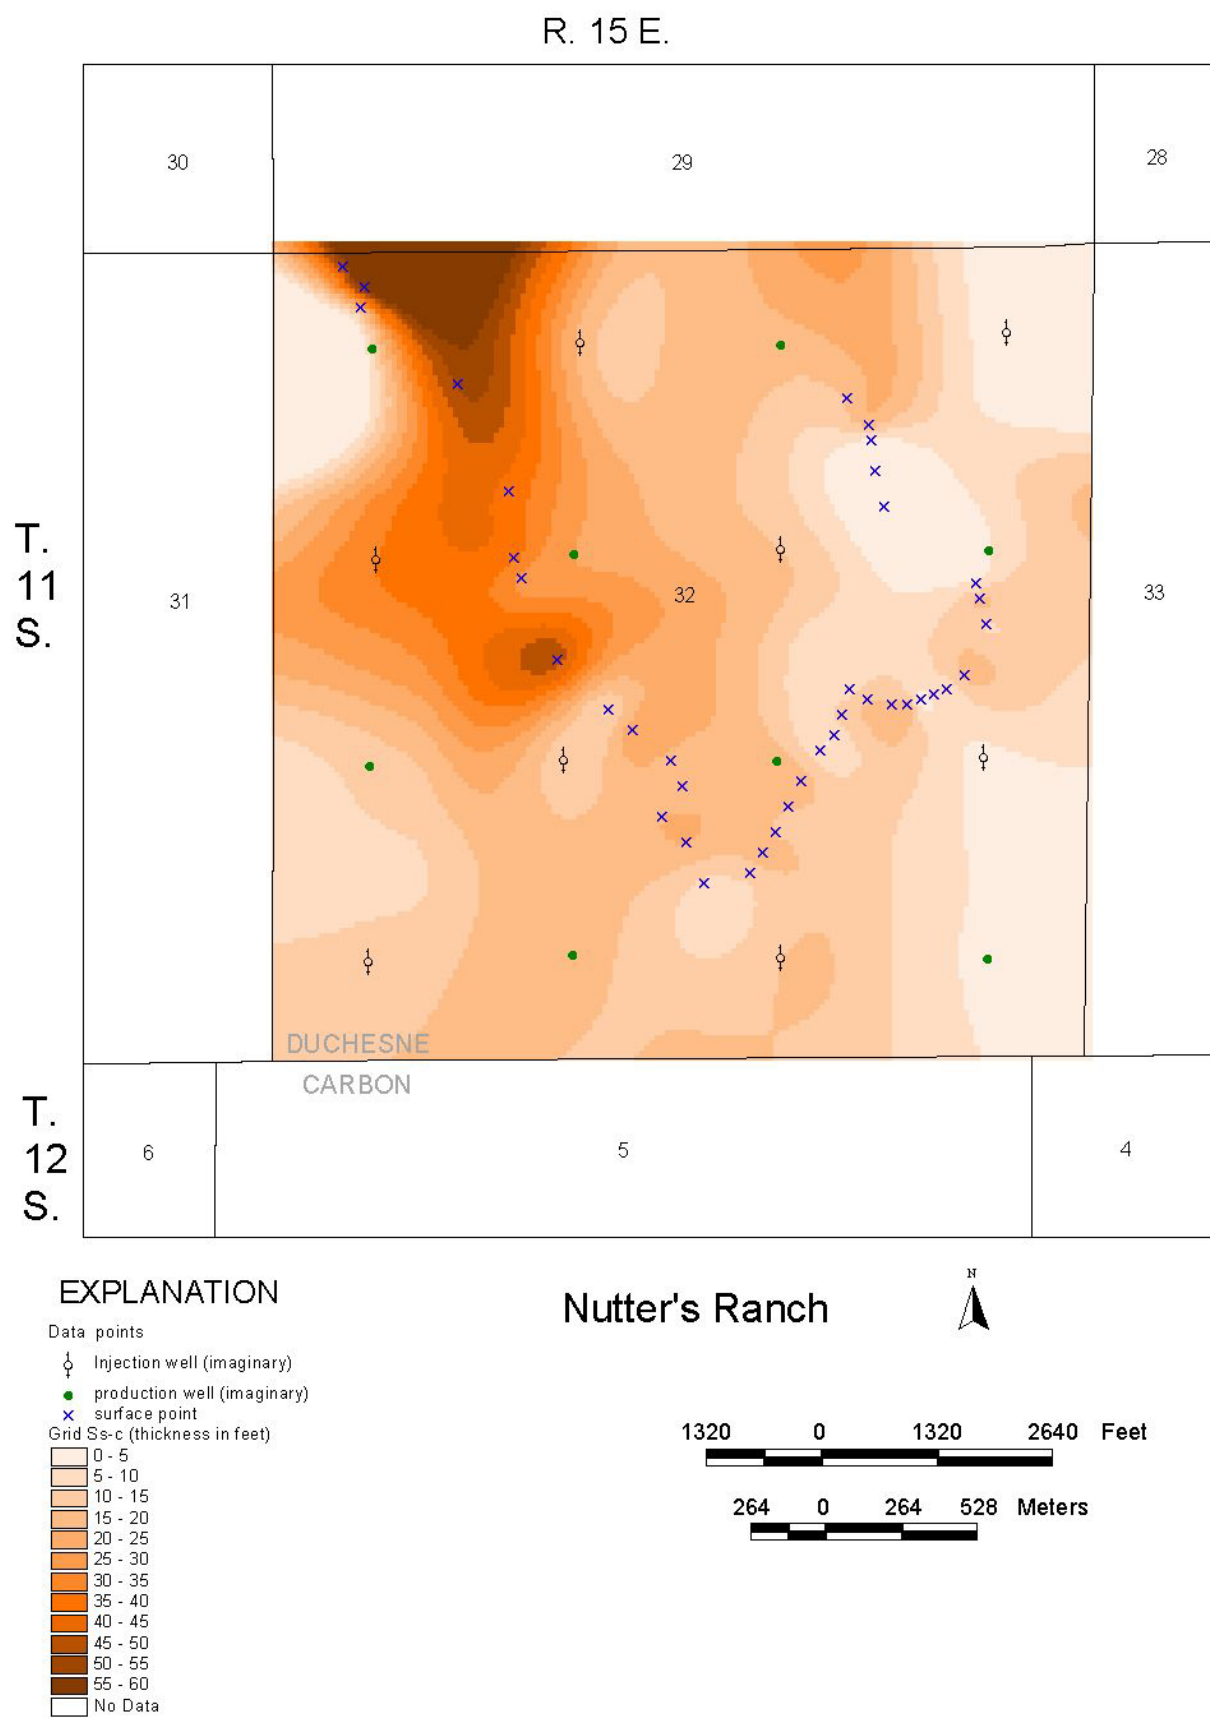 R. 15 E.
30
29
28
T.
11
S.
31
32
33
DUCHESNE
CARBON
T.
12
S.
6
5
4
EXPLANATION
Data points
Injection well (imaginary)
production well (imaginary)
surface point
Grid Ss-c (thickness in feet)
0 - 5
5 - 10
10 - 15
15 - 20
20 - 25
25 - 30
30 - 35
35 - 40
40 - 45
45 - 50
50 - 55
55 - 60
No Data
Nutter's Ranch
N
1320 0 1320 2640 Feet
264 0 264 528 Meters